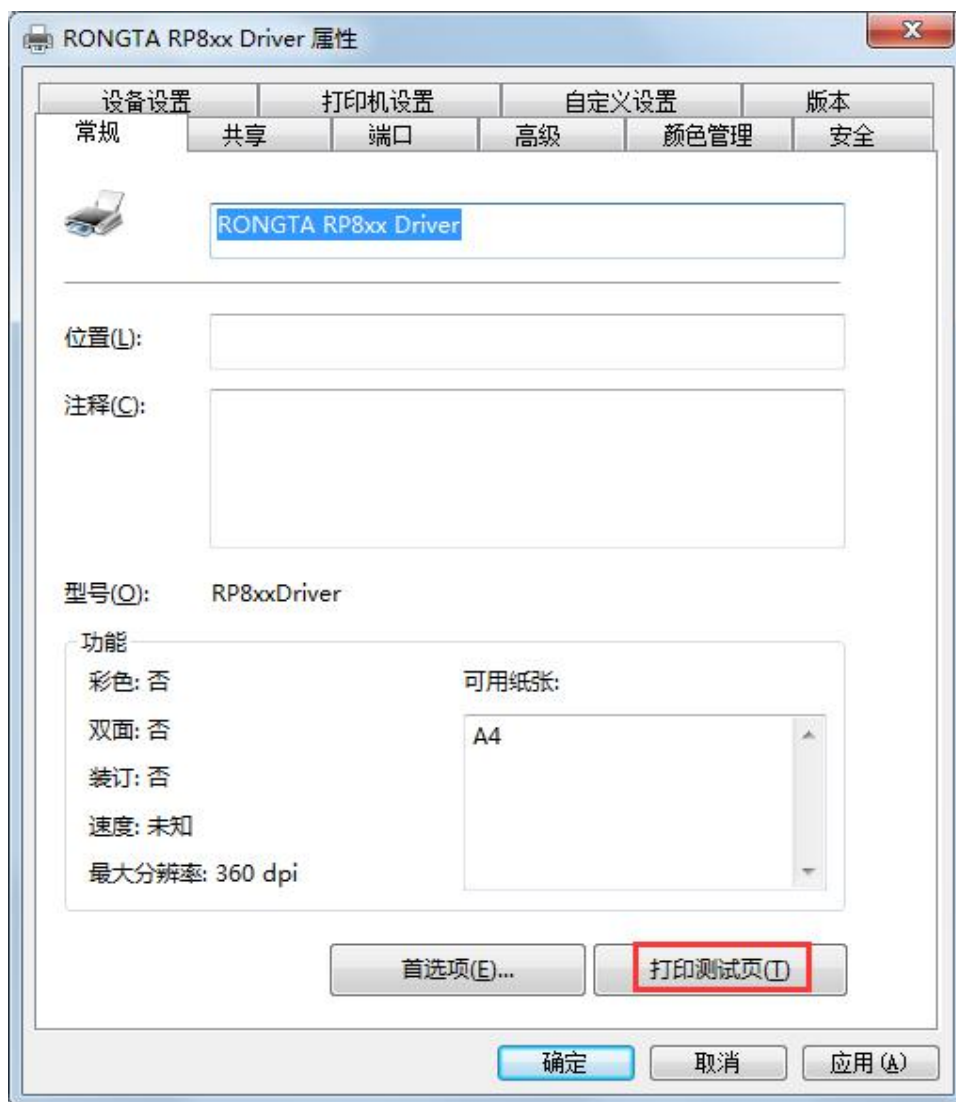 RONGTA RP8xx Driver 属性
设备设置 打印机设置 自定义设置 版本
常规 共享 端口 高级 颜色管理 安全
RONGTA RP8xx Driver
位置(L):
注释(C):
型号(O): RP8xxDriver
功能
彩色: 否 可用纸张:
双面: 否 A4
装订: 否
速度: 未知
最大分辨率: 360 dpi
首选项(E)... 打印测试页(T)
确定 取消 应用(A)